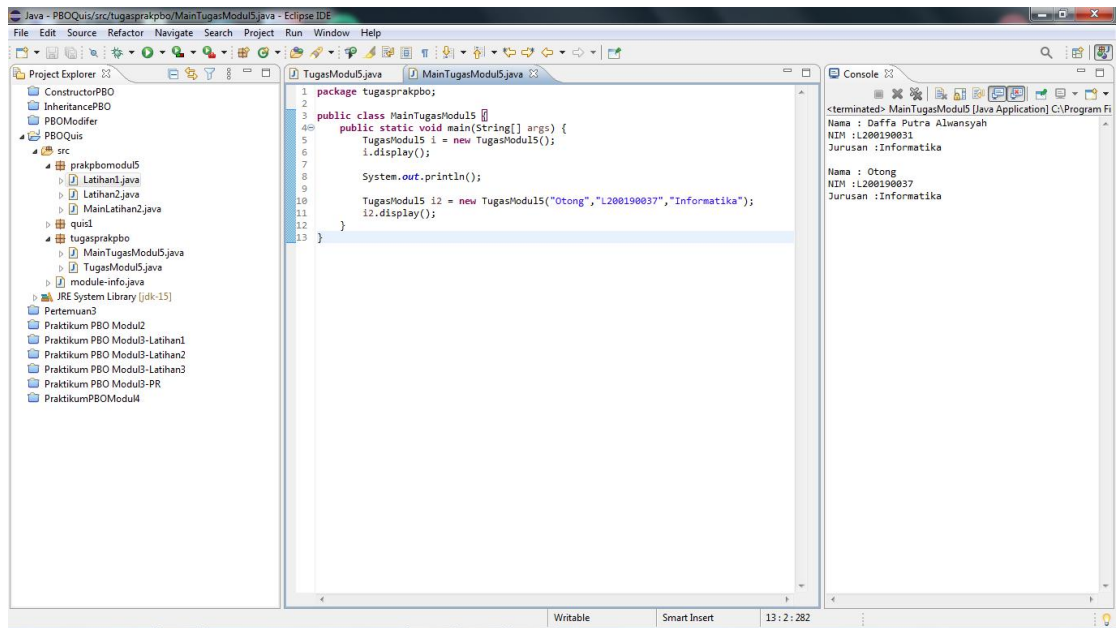 Java - PBOQuis/src/tugasprakpbo/MainTugasModul5.java - Eclipse IDE
File Edit Source Refactor Navigate Search Project Run Window Help
Project Explorer
ConstructorPBO
InheritancePBO
PBOModifer
PBOQuis
src
prakpbomodul5
Latihan1.java
Latihan2.java
MainLatihan2.java
quis1
tugasprakpbo
MainTugasModul5.java
TugasModul5.java
module-info.java
JRE System Library [jdk-15]
Pertemuan3
Praktikum PBO Modul2
Praktikum PBO Modul3-Latihan1
Praktikum PBO Modul3-Latihan2
Praktikum PBO Modul3-Latihan3
Praktikum PBO Modul3-PR
PraktikumPBOModul4
TugasModul5.java MainTugasModul5.java
1 package tugasprakpbo;
2
3 public class MainTugasModul5 {
4 public static void main(String[] args) {
5 TugasModul5 i = new TugasModul5();
6 i.display();
7
8 System.out.println();
9
10 TugasModul5 i2 = new TugasModul5("Otong","L200190037","Informatika");
11 i2.display();
12 }
13 }
Console
<terminated> MainTugasModul5 [Java Application] C:\Program Fi
Nama : Daffa Putra Alwansyah
NIM :L200190031
Jurusan :Informatika
Nama : Otong
NIM :L200190037
Jurusan :Informatika
Writable Smart Insert 13 : 2 : 282